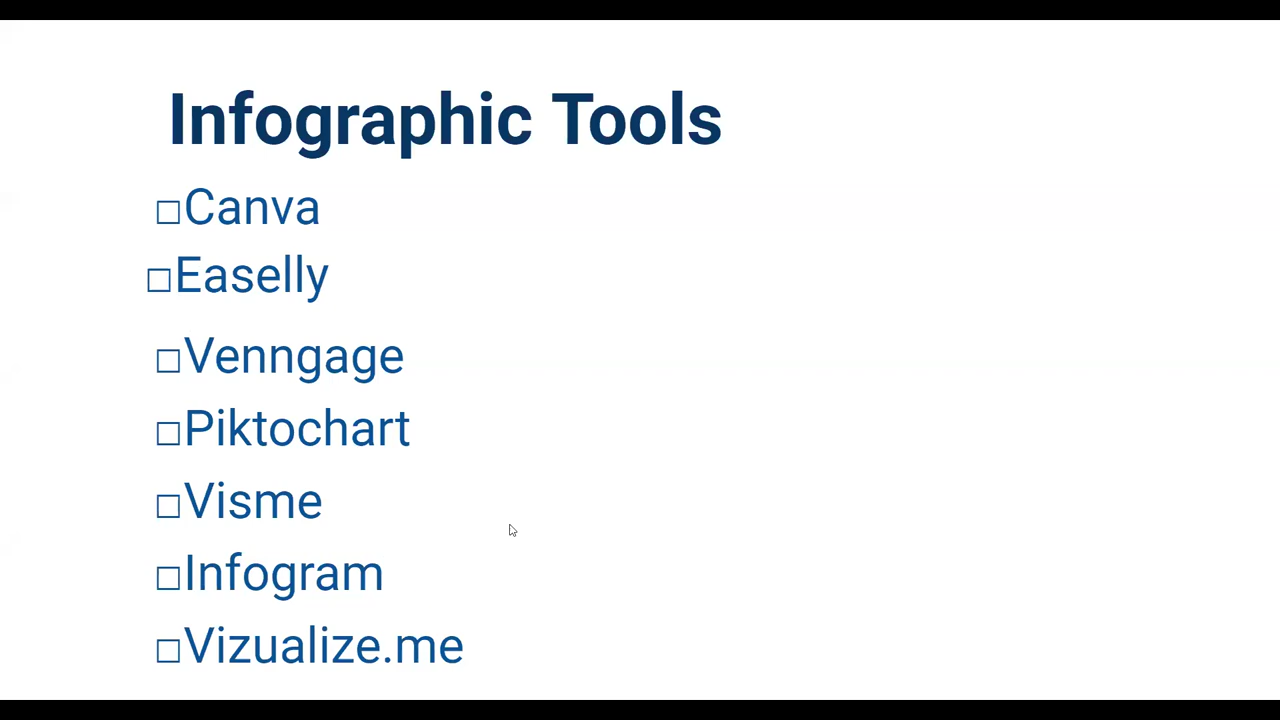 Infographic Tools
□Canva
□Easelly
□Venngage
□Piktochart
□Visme
□Infogram
□Vizualize.me